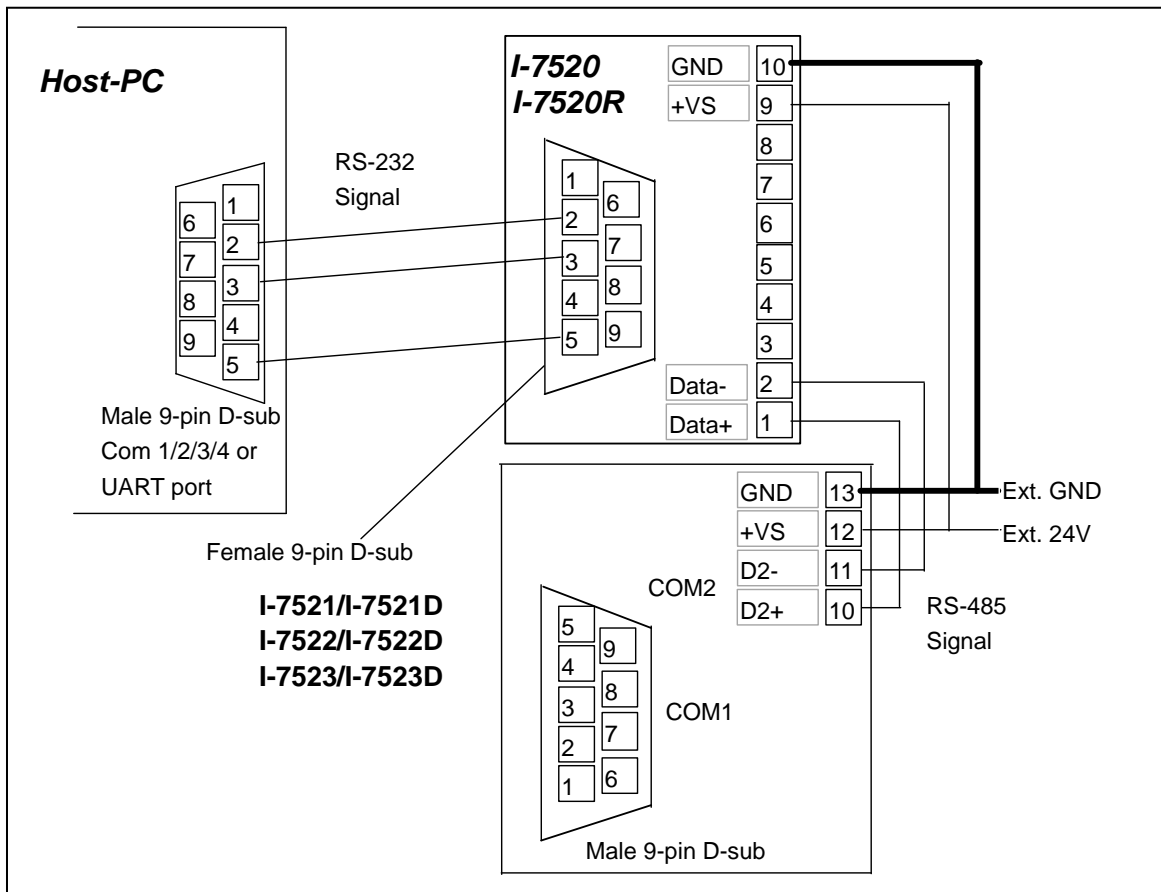 Host-PC
6
7
8
9
1
2
3
4
5
Male 9-pin D-sub
Com 1/2/3/4 or
UART port
RS-232
Signal
I-7520
I-7520R
1
2
3
4
5
6
7
8
9
GND 10
+VS 9
8
7
6
5
4
3
Data- 2
Data+ 1
Female 9-pin D-sub
I-7521/I-7521D
I-7522/I-7522D
I-7523/I-7523D
GND 13
+VS 12
D2- 11
D2+ 10
COM2
Ext. GND
Ext. 24V
RS-485
Signal
5
4
3
2
1
9
8
7
6
COM1
Male 9-pin D-sub